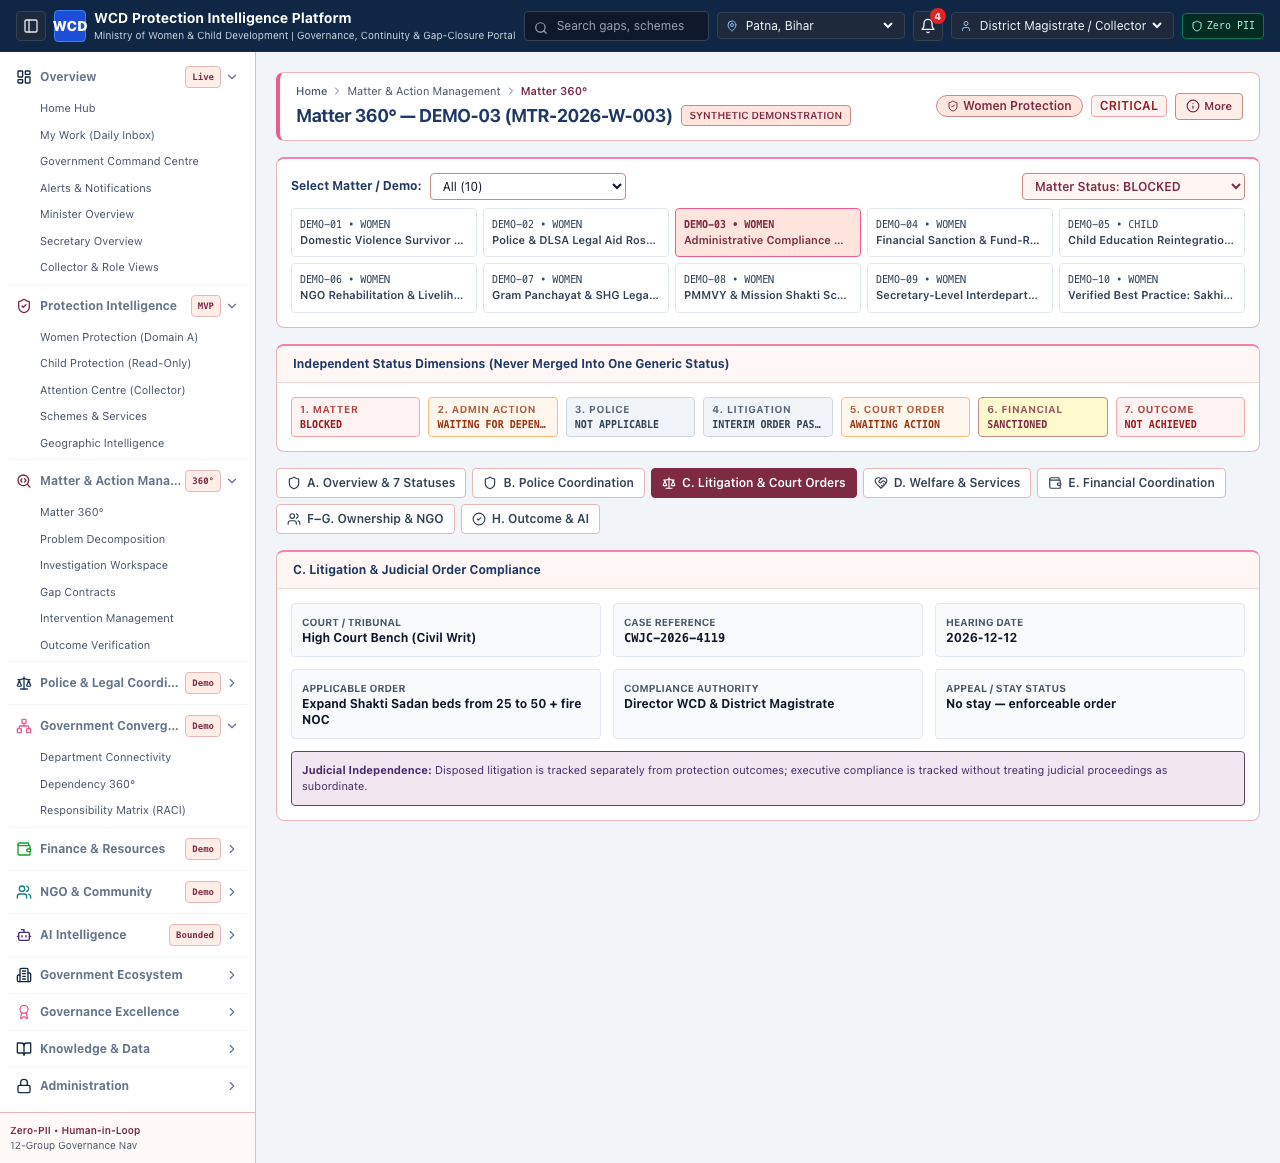 WCD
WCD Protection Intelligence Platform
Ministry of Women & Child Development | Governance, Continuity & Gap-Closure Portal
Search gaps, schemes
Patna, Bihar
4
District Magistrate / Collector
Zero PII
Overview
Live
Home Hub
My Work (Daily Inbox)
Government Command Centre
Alerts & Notifications
Minister Overview
Secretary Overview
Collector & Role Views
Protection Intelligence
MVP
Women Protection (Domain A)
Child Protection (Read-Only)
Attention Centre (Collector)
Schemes & Services
Geographic Intelligence
Matter & Action Mana...
360°
Matter 360°
Problem Decomposition
Investigation Workspace
Gap Contracts
Intervention Management
Outcome Verification
Police & Legal Coordi...
Demo
Government Converg...
Demo
Department Connectivity
Dependency 360°
Responsibility Matrix (RACI)
Finance & Resources
Demo
NGO & Community
Demo
AI Intelligence
Bounded
Government Ecosystem
Governance Excellence
Knowledge & Data
Administration
Zero-PII • Human-in-Loop
12-Group Governance Nav
Home > Matter & Action Management > Matter 360°
Matter 360° — DEMO-03 (MTR-2026-W-003)
SYNTHETIC DEMONSTRATION
Women Protection
CRITICAL
More
Select Matter / Demo:
All (10)
Matter Status: BLOCKED
DEMO-01 • WOMEN
Domestic Violence Survivor ...
DEMO-02 • WOMEN
Police & DLSA Legal Aid Ros...
DEMO-03 • WOMEN
Administrative Compliance ...
DEMO-04 • WOMEN
Financial Sanction & Fund-R...
DEMO-05 • CHILD
Child Education Reintegratio...
DEMO-06 • WOMEN
NGO Rehabilitation & Livelih...
DEMO-07 • WOMEN
Gram Panchayat & SHG Lega...
DEMO-08 • WOMEN
PMMVY & Mission Shakti Sc...
DEMO-09 • WOMEN
Secretary-Level Interdepart...
DEMO-10 • WOMEN
Verified Best Practice: Sakhi...
Independent Status Dimensions (Never Merged Into One Generic Status)
1. MATTER
BLOCKED
2. ADMIN ACTION
WAITING FOR DEPEN…
3. POLICE
NOT APPLICABLE
4. LITIGATION
INTERIM ORDER PAS…
5. COURT ORDER
AWAITING ACTION
6. FINANCIAL
SANCTIONED
7. OUTCOME
NOT ACHIEVED
A. Overview & 7 Statuses
B. Police Coordination
C. Litigation & Court Orders
D. Welfare & Services
E. Financial Coordination
F–G. Ownership & NGO
H. Outcome & AI
C. Litigation & Judicial Order Compliance
COURT / TRIBUNAL
High Court Bench (Civil Writ)
CASE REFERENCE
CWJC-2026-4119
HEARING DATE
2026-12-12
APPLICABLE ORDER
Expand Shakti Sadan beds from 25 to 50 + fire
NOC
COMPLIANCE AUTHORITY
Director WCD & District Magistrate
APPEAL / STAY STATUS
No stay — enforceable order
Judicial Independence: Disposed litigation is tracked separately from protection outcomes; executive compliance is tracked without treating judicial proceedings as
subordinate.